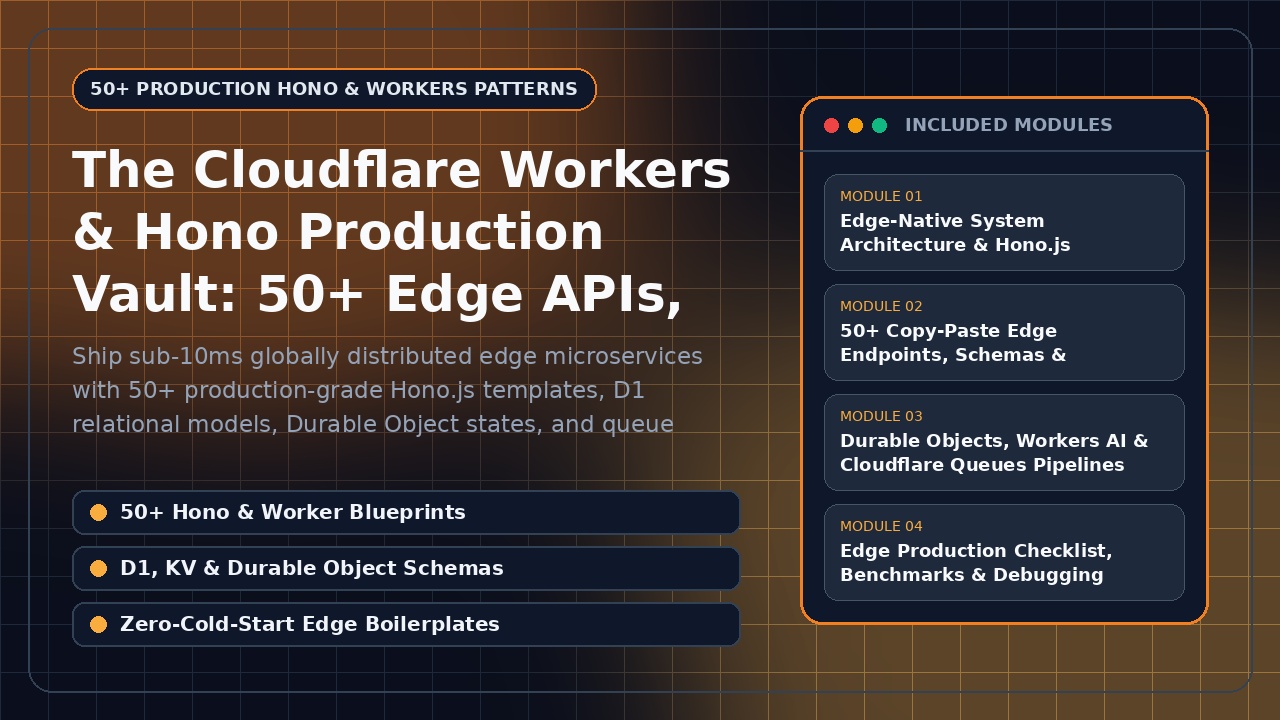 50+ PRODUCTION HONO & WORKERS PATTERNS
The Cloudflare Workers
& Hono Production
Vault: 50+ Edge APIs,
Ship sub-10ms globally distributed edge microservices
with 50+ production-grade Hono.js templates, D1
relational models, Durable Object states, and queue
50+ Hono & Worker Blueprints
D1, KV & Durable Object Schemas
Zero-Cold-Start Edge Boilerplates
INCLUDED MODULES
MODULE 01
Edge-Native System
Architecture & Hono.js
MODULE 02
50+ Copy-Paste Edge
Endpoints, Schemas &
MODULE 03
Durable Objects, Workers AI &
Cloudflare Queues Pipelines
MODULE 04
Edge Production Checklist,
Benchmarks & Debugging